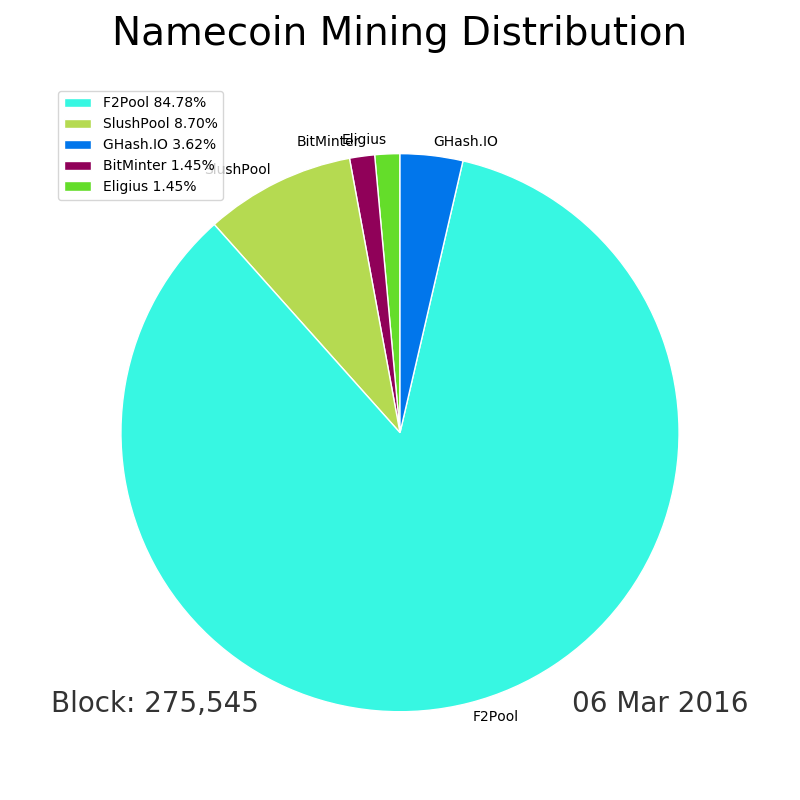 Namecoin Mining Distribution
F2Pool 84.78%
SlushPool 8.70%
GHash.IO 3.62%
BitMinter 1.45%
Eligius 1.45%
BitMinter
Eligius
GHash.IO
SlushPool
F2Pool
Block: 275,545
06 Mar 2016